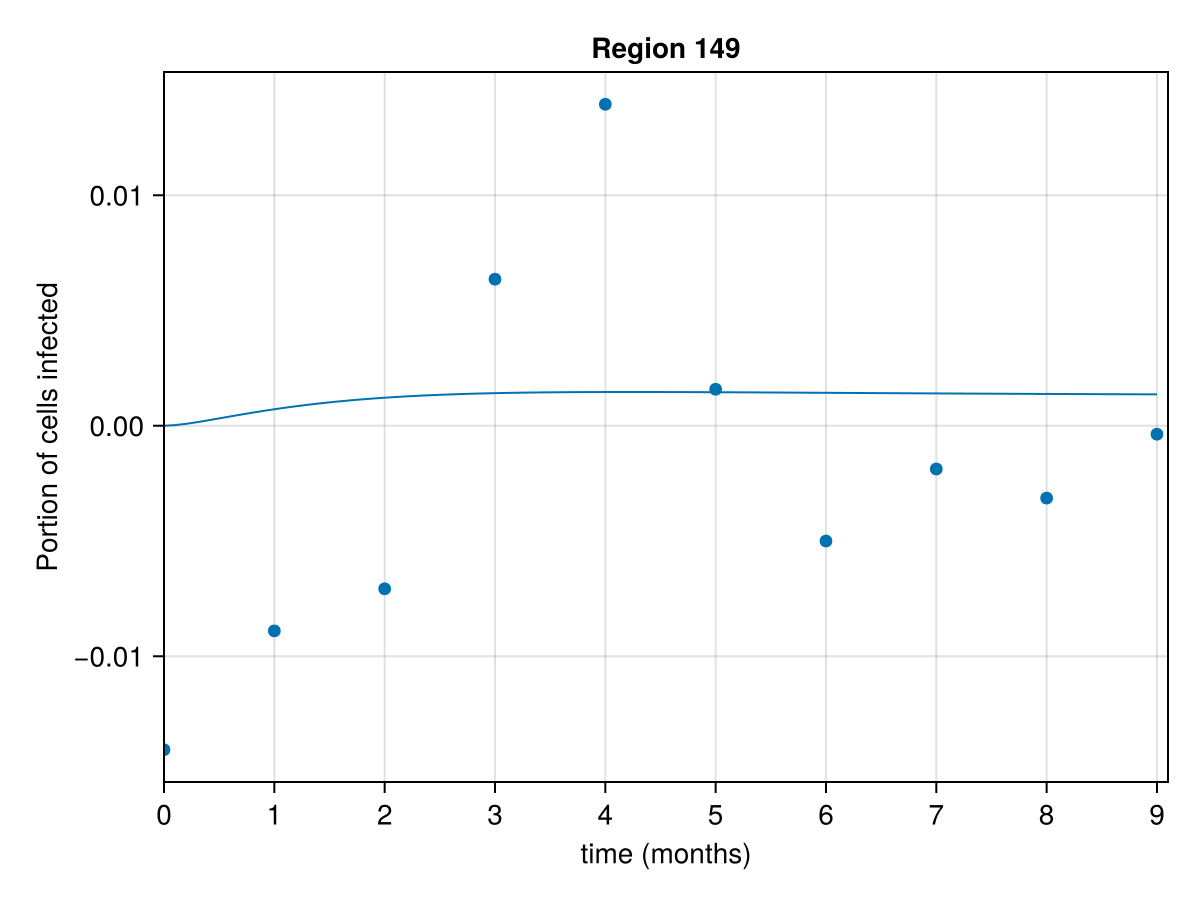 Region 149
Portion of cells infected
0.01
0.00
−0.01
0 1 2 3 4 5 6 7 8 9
time (months)